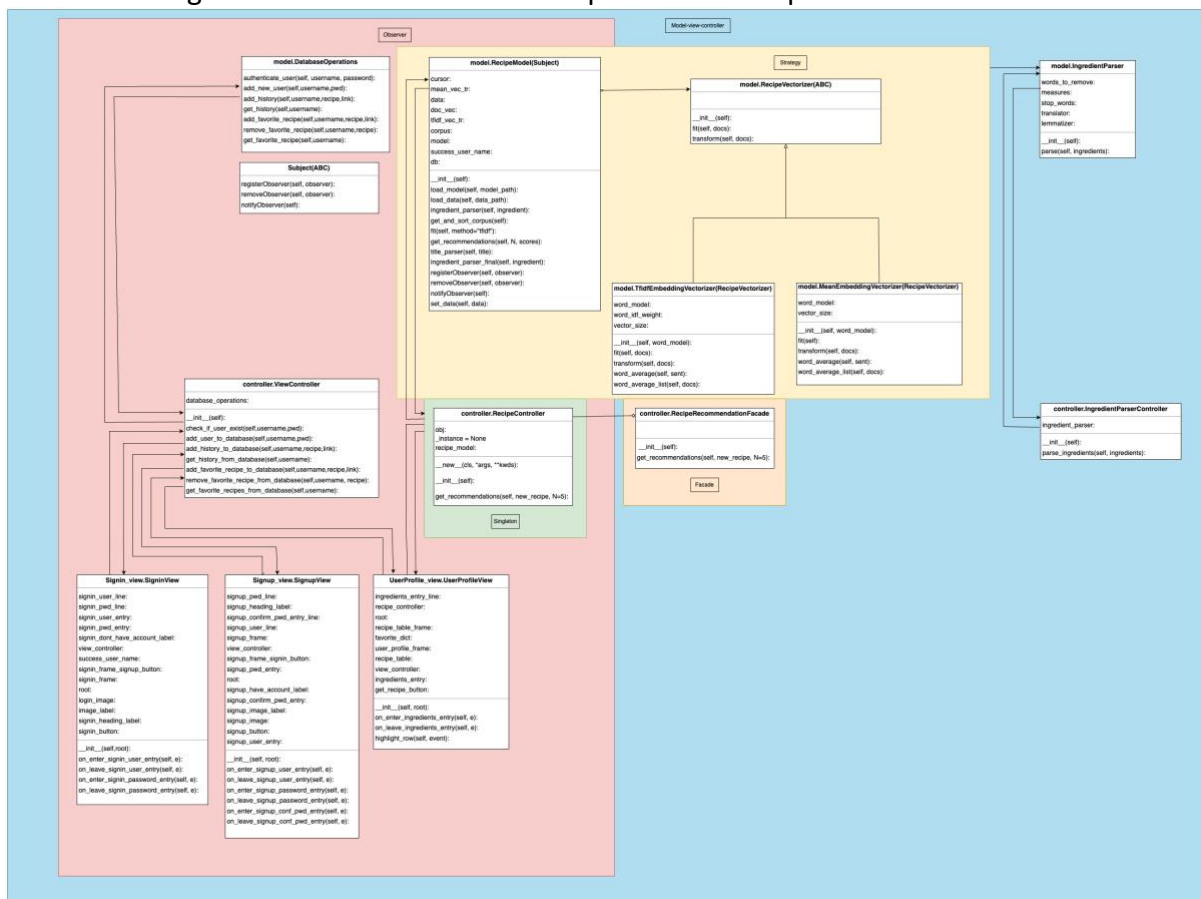 Observer
Model-view-controller
Strategy
model.DatabaseOperations
authenticate_user(self, username, password):
add_new_user(self,username,pwd):
add_history(self,username,recipe,link):
get_history(self,username):
add_favorite_recipe(self,username,recipe,link):
remove_favorite_recipe(self,username,recipe):
get_favorite_recipe(self,username):
Subject(ABC)
registerObserver(self, observer):
removeObserver(self, observer):
notifyObserver(self):
model.RecipeModel(Subject)
cursor:
mean_vec_tr:
data:
doc_vec:
tfidf_vec_tr:
corpus:
model:
success_user_name:
db:
__init__(self):
load_model(self, model_path):
load_data(self, data_path):
ingredient_parser(self, ingredient):
get_and_sort_corpus(self):
fit(self, method="tfidf"):
get_recommendations(self, N, scores):
title_parser(self, title):
ingredient_parser_final(self, ingredient):
registerObserver(self, observer):
removeObserver(self, observer):
notifyObserver(self):
set_data(self, data):
model.RecipeVectorizer(ABC)
__init__(self):
fit(self, docs):
transform(self, docs):
model.IngredientParser
words_to_remove:
measures:
stop_words:
translator:
lemmatizer:
__init__(self):
parse(self, ingredients):
model.TfidfEmbeddingVectorizer(RecipeVectorizer)
word_model:
word_idf_weight:
vector_size:
__init__(self, word_model):
fit(self, docs):
transform(self, docs):
word_average(self, sent):
word_average_list(self, docs):
model.MeanEmbeddingVectorizer(RecipeVectorizer)
word_model:
vector_size:
__init__(self, word_model):
fit(self):
transform(self, docs):
word_average(self, sent):
word_average_list(self, docs):
controller.ViewController
database_operations:
__init__(self):
check_if_user_exist(self,username,pwd):
add_user_to_database(self,username,pwd):
add_history_to_database(self,username,recipe,link):
get_history_from_database(self,username):
add_favorite_recipe_to_database(self,username,recipe,link):
remove_favorite_recipe_from_database(self,username, recipe):
get_favorite_recipes_from_database(self,username):
controller.RecipeController
obj:
_instance = None
recipe_model:
__new__(cls, *args, **kwds):
__init__(self):
get_recommendations(self, new_recipe, N=5):
Singleton
controller.RecipeRecommendationFacade
__init__(self):
get_recommendations(self, new_recipe, N=5):
Facade
controller.IngredientParserController
ingredient_parser:
__init__(self):
parse_ingredients(self, ingredients):
Signin_view.SigninView
signin_user_line:
signin_pwd_line:
signin_user_entry:
signin_pwd_entry:
signin_dont_have_account_label:
view_controller:
success_user_name:
signin_frame_signup_button:
signin_frame:
root:
login_image:
image_label:
signin_heading_label:
signin_button:
__init__(self,root):
on_enter_signin_user_entry(self, e):
on_leave_signin_user_entry(self, e):
on_enter_signin_password_entry(self, e):
on_leave_signin_password_entry(self, e):
Signup_view.SignupView
signup_pwd_line:
signup_heading_label:
signup_confirm_pwd_entry_line:
signup_user_line:
signup_frame:
view_controller:
signup_frame_signin_button:
signup_pwd_entry:
root:
signup_have_account_label:
signup_confirm_pwd_entry:
signup_image_label:
signup_image:
signup_button:
signup_user_entry:
__init__(self, root):
on_enter_signup_user_entry(self, e):
on_leave_signup_user_entry(self, e):
on_enter_signup_password_entry(self, e):
on_leave_signup_password_entry(self, e):
on_enter_signup_conf_pwd_entry(self, e):
on_leave_signup_conf_pwd_entry(self, e):
UserProfile_view.UserProfileView
ingredients_entry_line:
recipe_controller:
root:
recipe_table_frame:
favorite_dict:
user_profile_frame:
recipe_table:
view_controller:
ingredients_entry:
get_recipe_button:
__init__(self, root):
on_enter_ingredients_entry(self, e):
on_leave_ingredients_entry(self, e):
highlight_row(self, event):